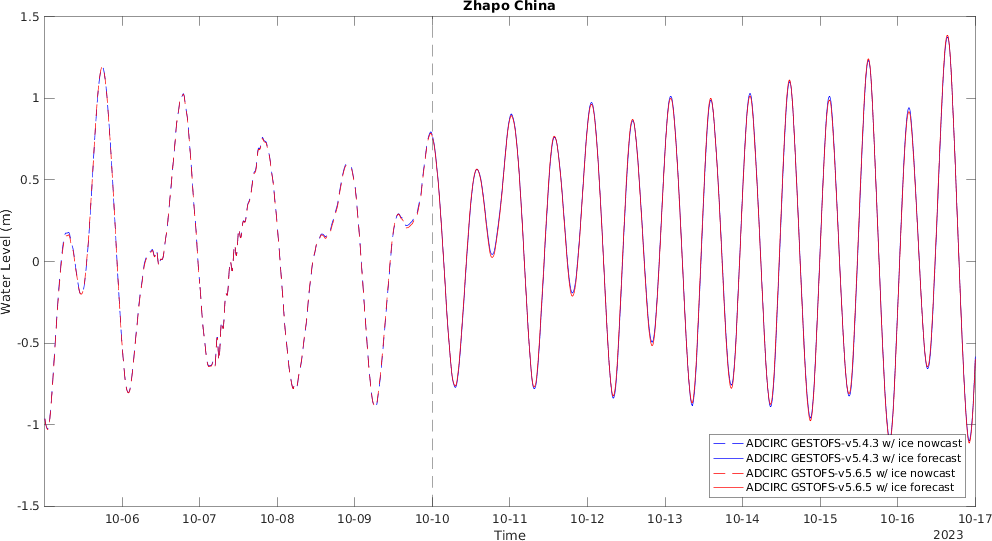 Zhapo China
1.5
1
0.5
0
-0.5
-1
-1.5
Water Level (m)
10-06
10-07
10-08
10-09
10-10
10-11
10-12
10-13
10-14
10-15
10-16
10-17
Time
2023
ADCIRC GESTOFS-v5.4.3 w/ ice nowcast
ADCIRC GESTOFS-v5.4.3 w/ ice forecast
ADCIRC GSTOFS-v5.6.5 w/ ice nowcast
ADCIRC GSTOFS-v5.6.5 w/ ice forecast